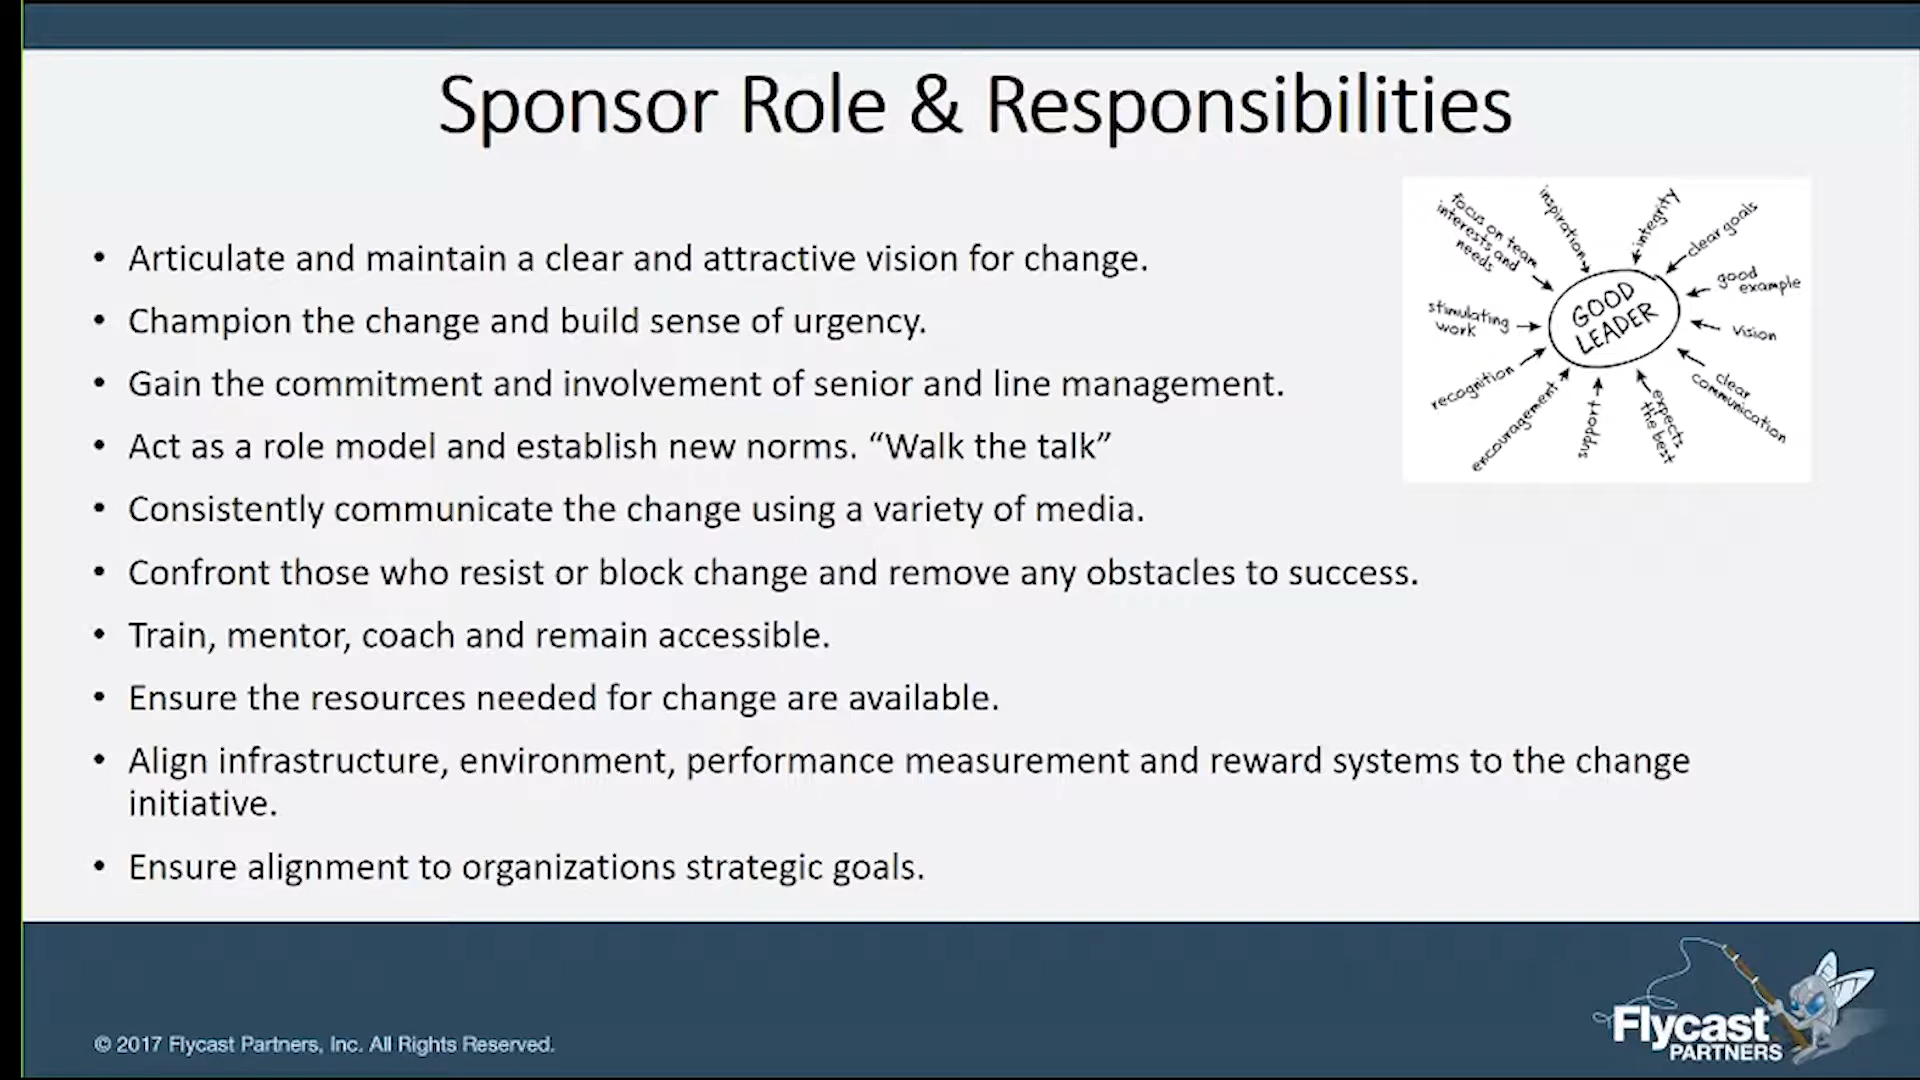 Sponsor Role & Responsibilities
• Articulate and maintain a clear and attractive vision for change.
• Champion the change and build sense of urgency.
• Gain the commitment and involvement of senior and line management.
• Act as a role model and establish new norms. “Walk the talk”
• Consistently communicate the change using a variety of media.
• Confront those who resist or block change and remove any obstacles to success.
• Train, mentor, coach and remain accessible.
• Ensure the resources needed for change are available.
• Align infrastructure, environment, performance measurement and reward systems to the change
initiative.
• Ensure alignment to organizations strategic goals.
focus on team
interests and
needs
inspiration
integrity
clear goals
good
example
vision
clear
communication
expects
the best
support
encouragement
recognition
stimulating
work
GOOD
LEADER
© 2017 Flycast Partners, Inc. All Rights Reserved.
Flycast
PARTNERS